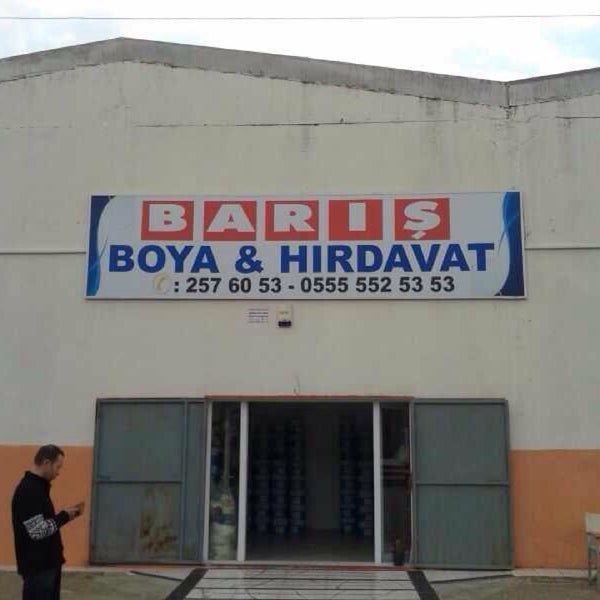 BARIŞ
BOYA & HIRDAVAT
: 257 60 53 - 0555 552 53 53